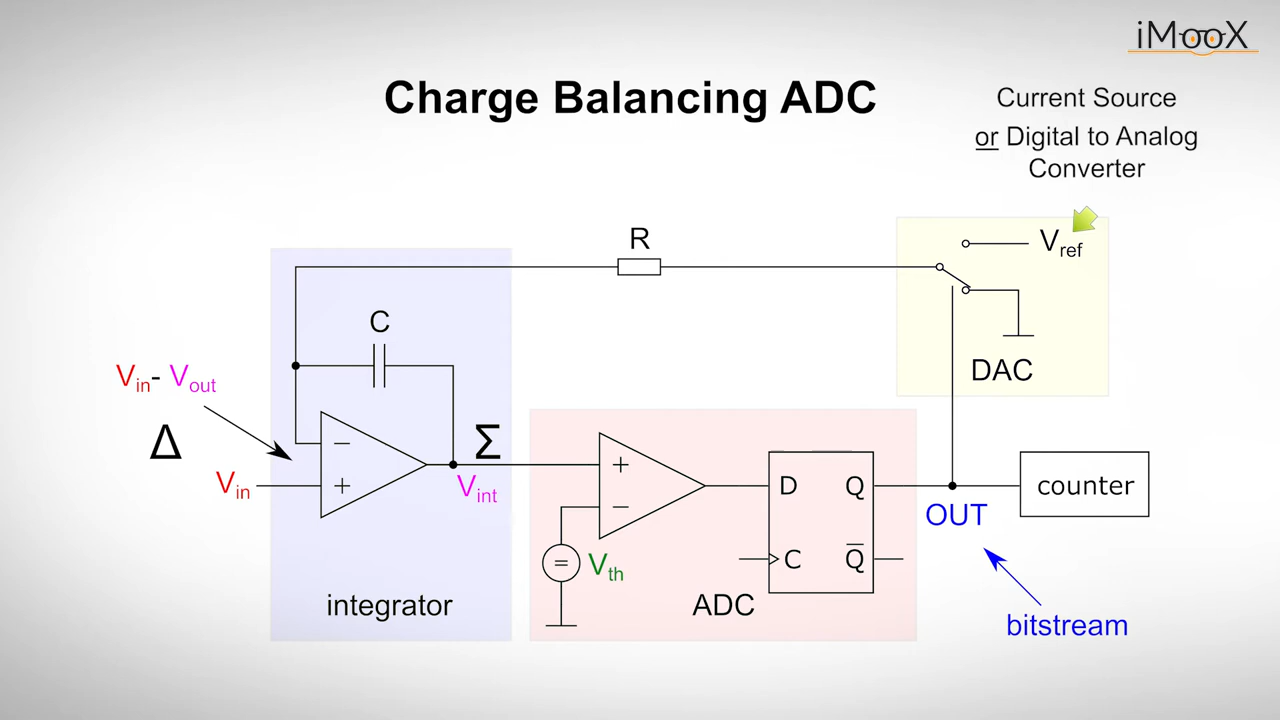 iMooX
Charge Balancing ADC
Current Source
or Digital to Analog
Converter
R
Vref
C
DAC
Vin- Vout
Δ
Σ
Vin
−
+
Vint
+
−
=
Vth
D
Q
C
Q̅
OUT
counter
integrator
ADC
bitstream